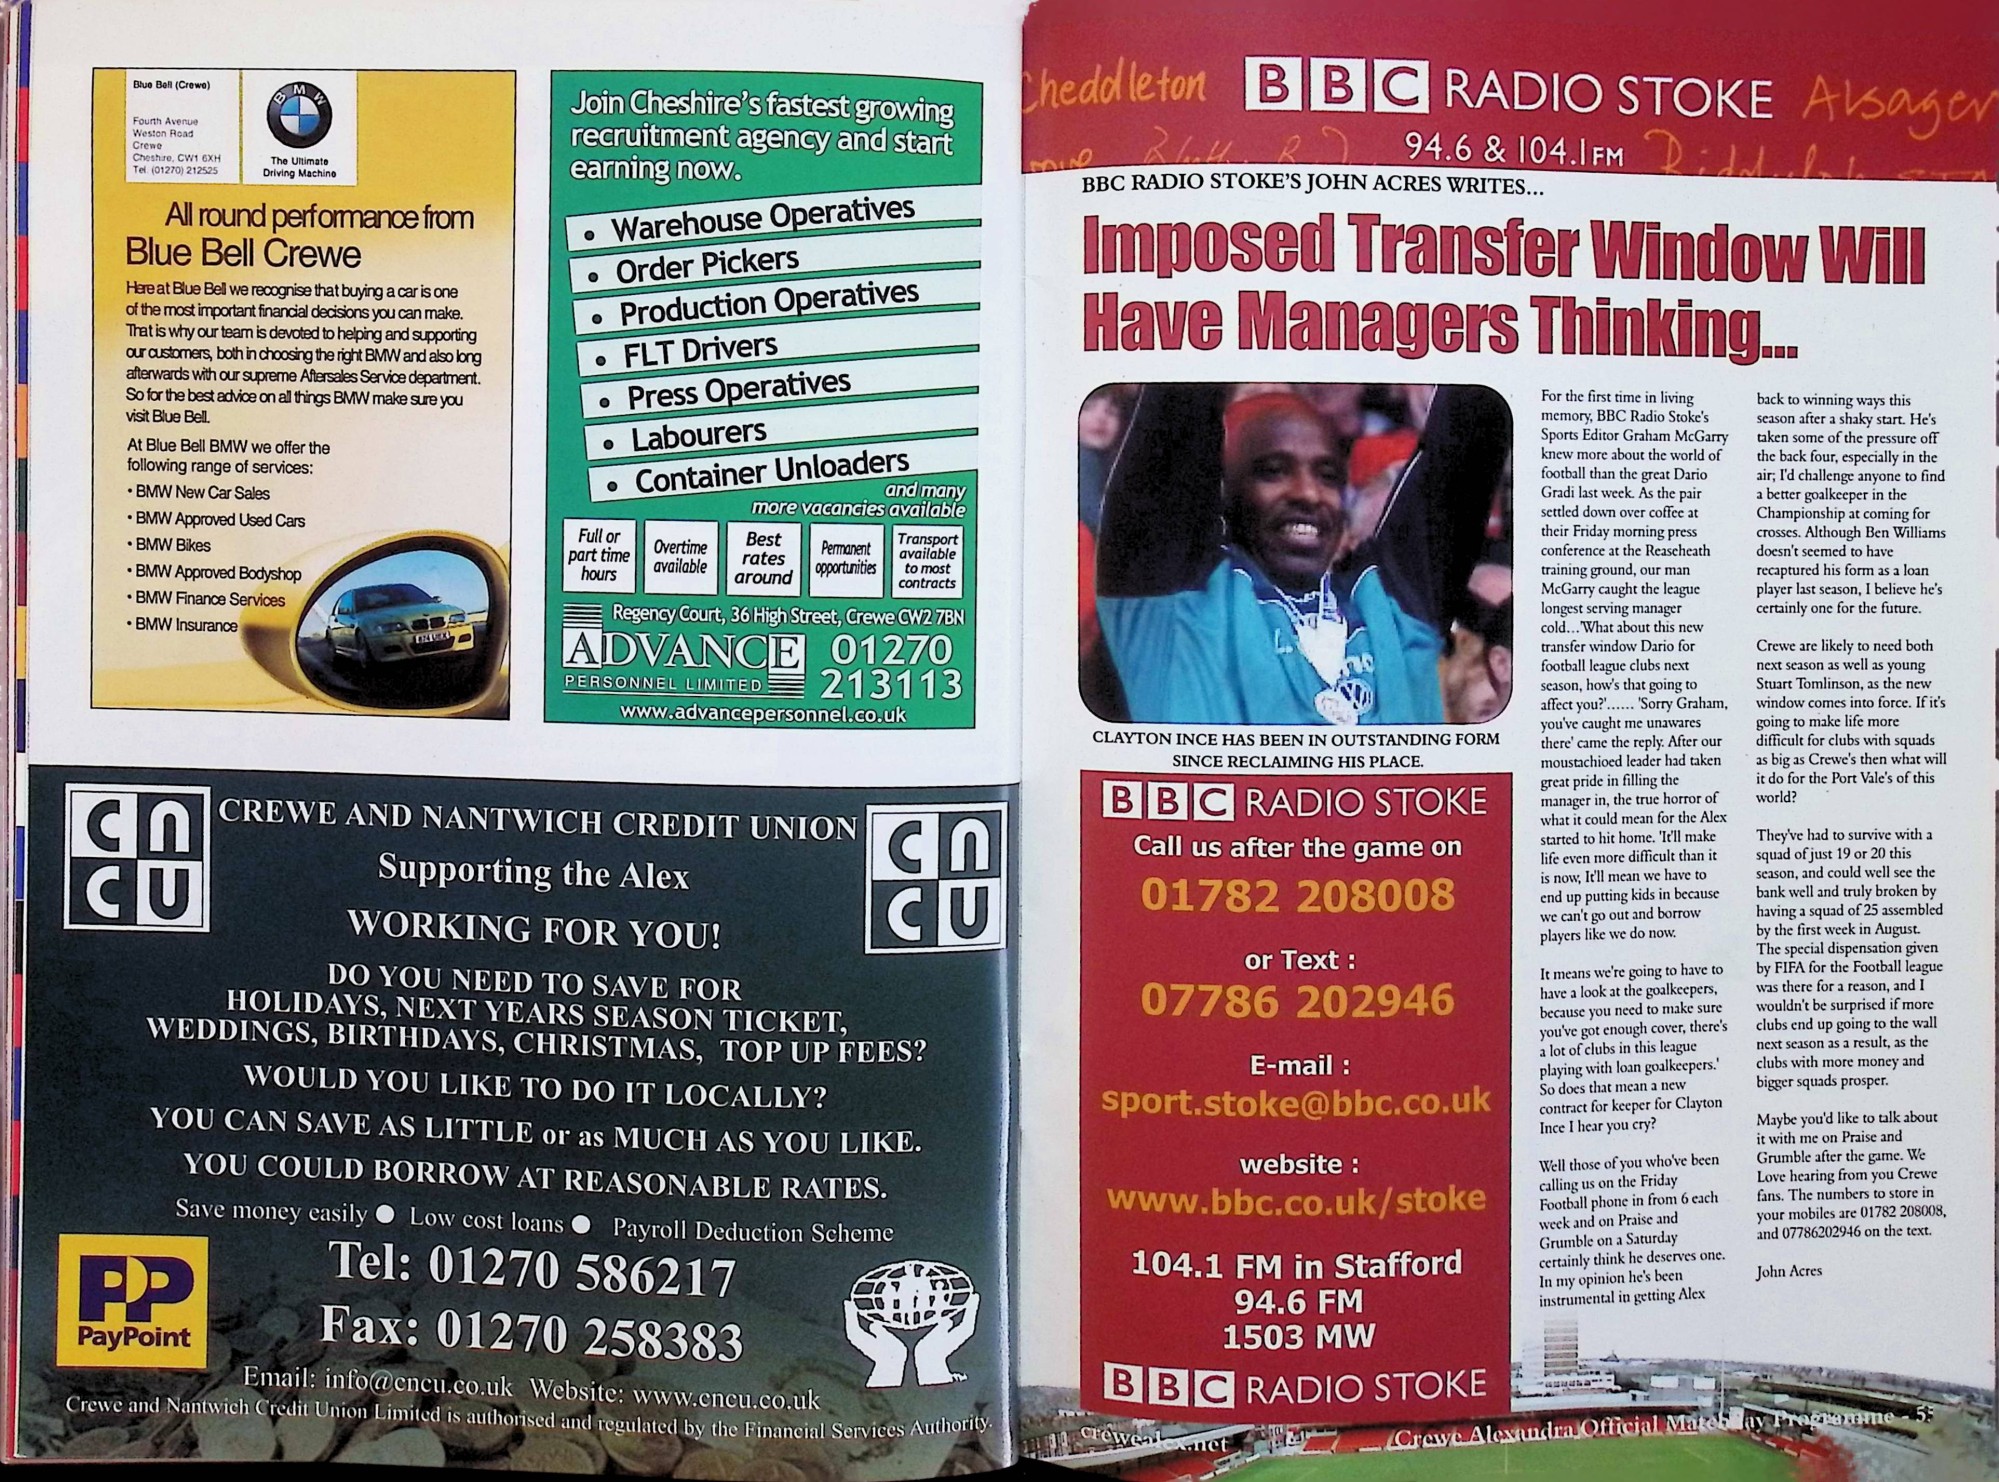 Blue Bell (Crewe)
Fourth Avenue
Weston Road
Crewe
Cheshire, CW1 6XH
Tel. (01270) 212525
BMW
The Ultimate
Driving Machine
All round performance from
Blue Bell Crewe
Here at Blue Bell we recognise that buying a car is one
of the most important financial decisions you can make.
That is why our team is devoted to helping and supporting
our customers, both in choosing the right BMW and also long
afterwards with our supreme Aftersales Service department.
So for the best advice on all things BMW make sure you
visit Blue Bell.
At Blue Bell BMW we offer the
following range of services:
• BMW New Car Sales
• BMW Approved Used Cars
• BMW Bikes
• BMW Approved Bodyshop
• BMW Finance Services
• BMW Insurance
Join Cheshire's fastest growing
recruitment agency and start
earning now.
• Warehouse Operatives
• Order Pickers
• Production Operatives
• FLT Drivers
• Press Operatives
• Labourers
• Container Unloaders
and many
more vacancies available
Full or
part time
hours
Overtime
available
Best
rates
around
Permanent
opportunities
Transport
available
to most
contracts
Regency Court, 36 High Street, Crewe CW2 7BN
ADVANCE
PERSONNEL LIMITED
01270
213113
www.advancepersonnel.co.uk
cncu
CREWE AND NANTWICH CREDIT UNION
cncu
Supporting the Alex
WORKING FOR YOU!
DO YOU NEED TO SAVE FOR
HOLIDAYS, NEXT YEARS SEASON TICKET,
WEDDINGS, BIRTHDAYS, CHRISTMAS, TOP UP FEES?
WOULD YOU LIKE TO DO IT LOCALLY?
YOU CAN SAVE AS LITTLE or as MUCH AS YOU LIKE.
YOU COULD BORROW AT REASONABLE RATES.
Save money easily ● Low cost loans ● Payroll Deduction Scheme
PP
PayPoint
Tel: 01270 586217
Fax: 01270 258383
Email: info@cncu.co.uk Website: www.cncu.co.uk
Crewe and Nantwich Credit Union Limited is authorised and regulated by the Financial Services Authority.
Cheddleton
BBC RADIO STOKE
Alsager
94.6 & 104.1FM
BBC RADIO STOKE'S JOHN ACRES WRITES...
Imposed Transfer Window Will
Have Managers Thinking...
CLAYTON INCE HAS BEEN IN OUTSTANDING FORM
SINCE RECLAIMING HIS PLACE.
BBC RADIO STOKE
Call us after the game on
01782 208008
or Text :
07786 202946
E-mail :
sport.stoke@bbc.co.uk
website :
www.bbc.co.uk/stoke
104.1 FM in Stafford
94.6 FM
1503 MW
BBC RADIO STOKE
For the first time in living
memory, BBC Radio Stoke's
Sports Editor Graham McGarry
knew more about the world of
football than the great Dario
Gradi last week. As the pair
settled down over coffee at
their Friday morning press
conference at the Reaseheath
training ground, our man
McGarry caught the league
longest serving manager
cold...'What about this new
transfer window Dario for
football league clubs next
season, how's that going to
affect you?'...... 'Sorry Graham,
you've caught me unawares
there' came the reply. After our
moustachioed leader had taken
great pride in filling the
manager in, the true horror of
what it could mean for the Alex
started to hit home. 'It'll make
life even more difficult than it
is now, It'll mean we have to
end up putting kids in because
we can't go out and borrow
players like we do now.
It means we're going to have to
have a look at the goalkeepers,
because you need to make sure
you've got enough cover, there's
a lot of clubs in this league
playing with loan goalkeepers.'
So does that mean a new
contract for keeper for Clayton
Ince I hear you cry?
Well those of you who've been
calling us on the Friday
Football phone in from 6 each
week and on Praise and
Grumble on a Saturday
certainly think he deserves one.
In my opinion he's been
instrumental in getting Alex
back to winning ways this
season after a shaky start. He's
taken some of the pressure off
the back four, especially in the
air; I'd challenge anyone to find
a better goalkeeper in the
Championship at coming for
crosses. Although Ben Williams
doesn't seemed to have
recaptured his form as a loan
player last season, I believe he's
certainly one for the future.
Crewe are likely to need both
next season as well as young
Stuart Tomlinson, as the new
window comes into force. If it's
going to make life more
difficult for clubs with squads
as big as Crewe's then what will
it do for the Port Vale's of this
world?
They've had to survive with a
squad of just 19 or 20 this
season, and could well see the
bank well and truly broken by
having a squad of 25 assembled
by the first week in August.
The special dispensation given
by FIFA for the Football league
was there for a reason, and I
wouldn't be surprised if more
clubs end up going to the wall
next season as a result, as the
clubs with more money and
bigger squads prosper.
Maybe you'd like to talk about
it with me on Praise and
Grumble after the game. We
Love hearing from you Crewe
fans. The numbers to store in
your mobiles are 01782 208008,
and 07786202946 on the text.
John Acres
crewealex.net
Crewe Alexandra Official Matchday Programme - 55